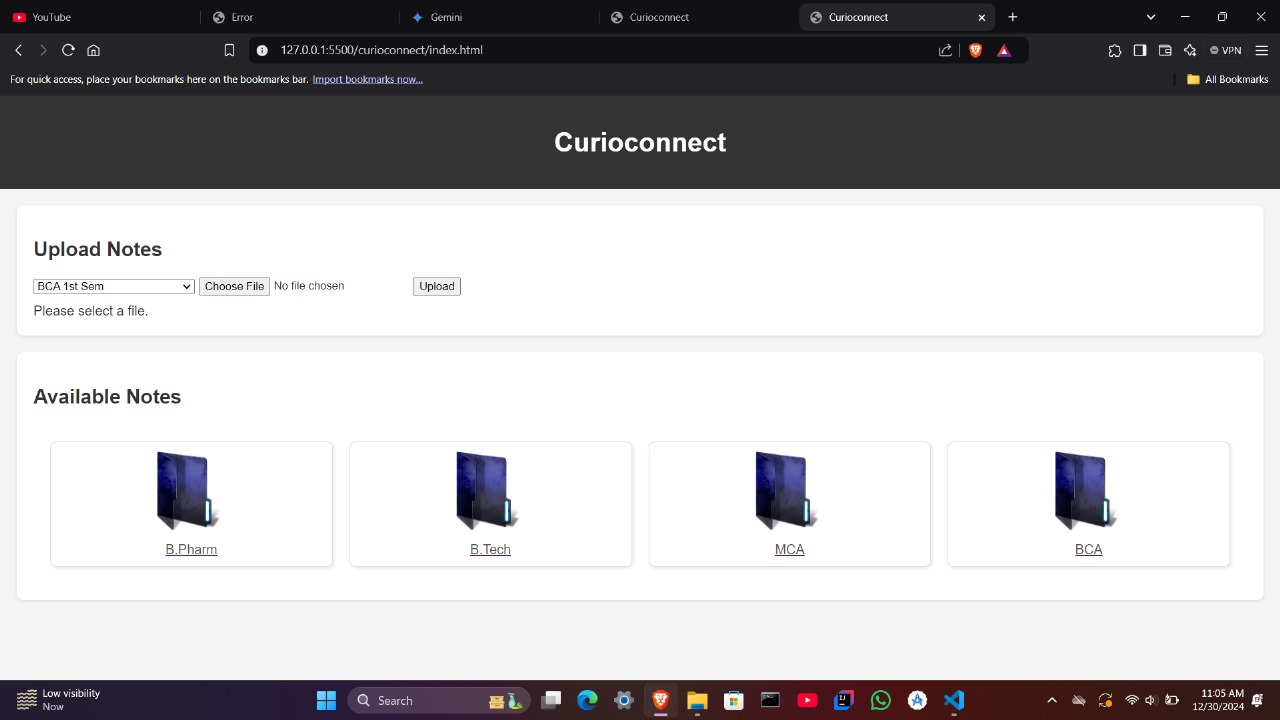 YouTube
Error
Gemini
Curioconnect
Curioconnect
127.0.0.1:5500/curioconnect/index.html
VPN
For quick access, place your bookmarks here on the bookmarks bar. Import bookmarks now...
All Bookmarks
Curioconnect
Upload Notes
BCA 1st Sem
Choose File No file chosen
Upload
Please select a file.
Available Notes
B.Pharm
B.Tech
MCA
BCA
Low visibility
Now
Search
11:05 AM
12/30/2024